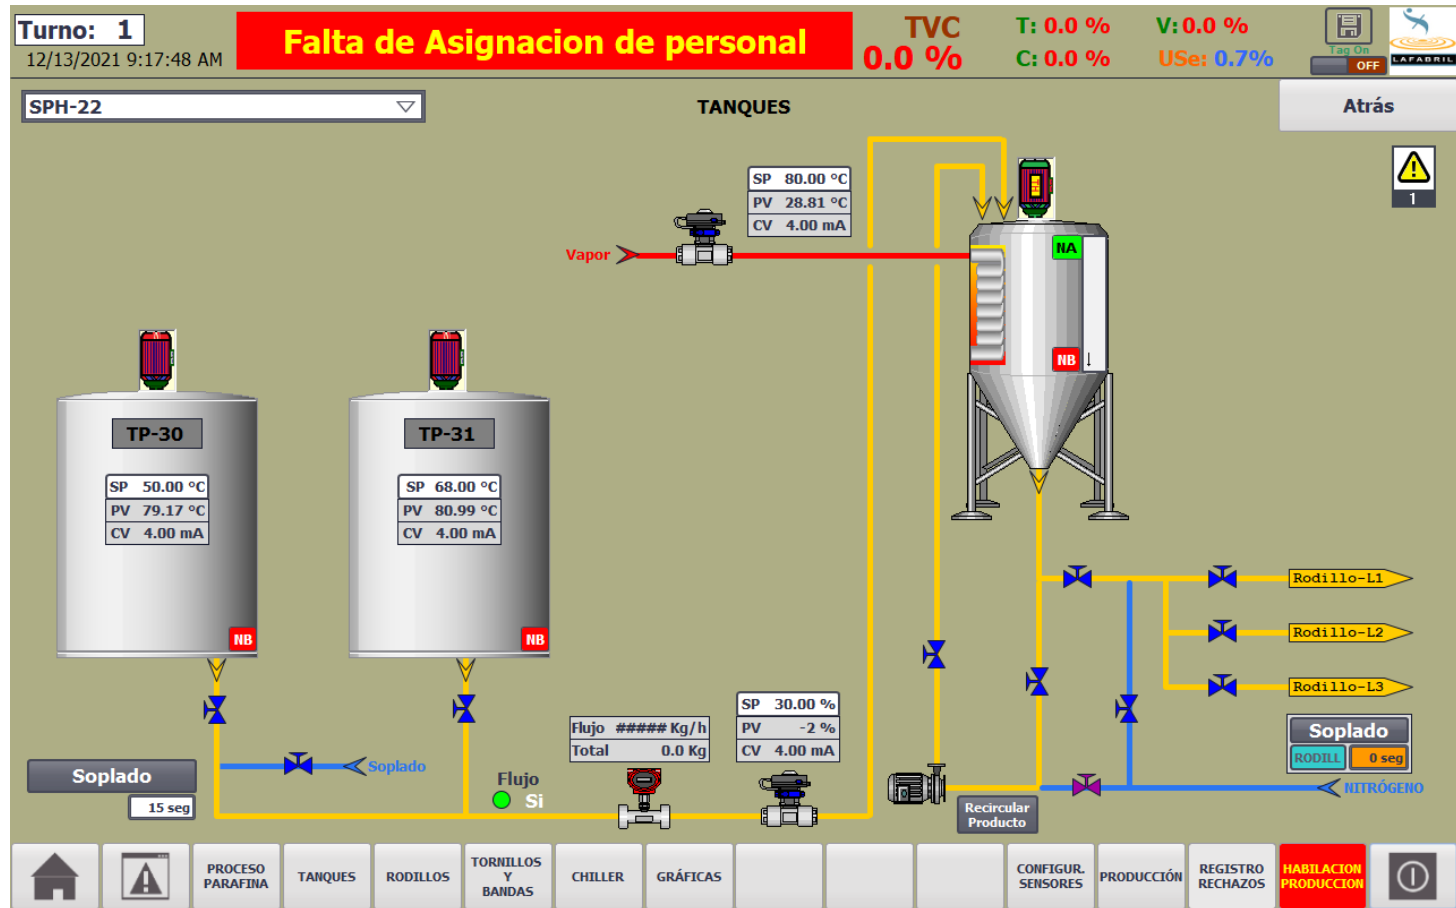 Turno: 1
12/13/2021 9:17:48 AM
Falta de Asignacion de personal
TVC
0.0 %
T: 0.0 %
V: 0.0 %
C: 0.0 %
USe: 0.7%
Tag On
OFF
LAFABRIL
SPH-22
TANQUES
Atrás
1
SP 80.00 °C
PV 28.81 °C
CV 4.00 mA
Vapor
NA
NB
TP-30
SP 50.00 °C
PV 79.17 °C
CV 4.00 mA
NB
TP-31
SP 68.00 °C
PV 80.99 °C
CV 4.00 mA
NB
Rodillo-L1
Rodillo-L2
Rodillo-L3
Soplado
15 seg
Soplado
Flujo
Si
Flujo ##### Kg/h
Total 0.0 Kg
SP 30.00 %
PV -2 %
CV 4.00 mA
Recircular
Producto
Soplado
RODILL
0 seg
NITRÓGENO
PROCESO
PARAFINA
TANQUES
RODILLOS
TORNILLOS
Y
BANDAS
CHILLER
GRÁFICAS
CONFIGUR.
SENSORES
PRODUCCIÓN
REGISTRO
RECHAZOS
HABILACION
PRODUCCION